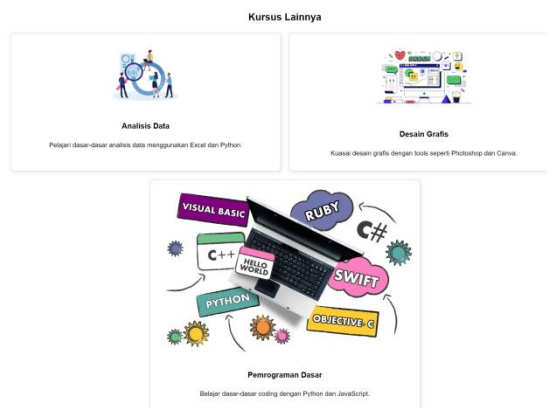 Kursus Lainnya
Analisis Data
Pelajari dasar-dasar analisis data menggunakan Excel dan Python.
Desain Grafis
Kuasai desain grafis dengan tools seperti Photoshop dan Canva.
VISUAL BASIC
RUBY
C#
C++
HELLO
WORLD
SWIFT
PYTHON
OBJECTIVE-C
Pemrograman Dasar
Belajar dasar-dasar coding dengan Python dan JavaScript.